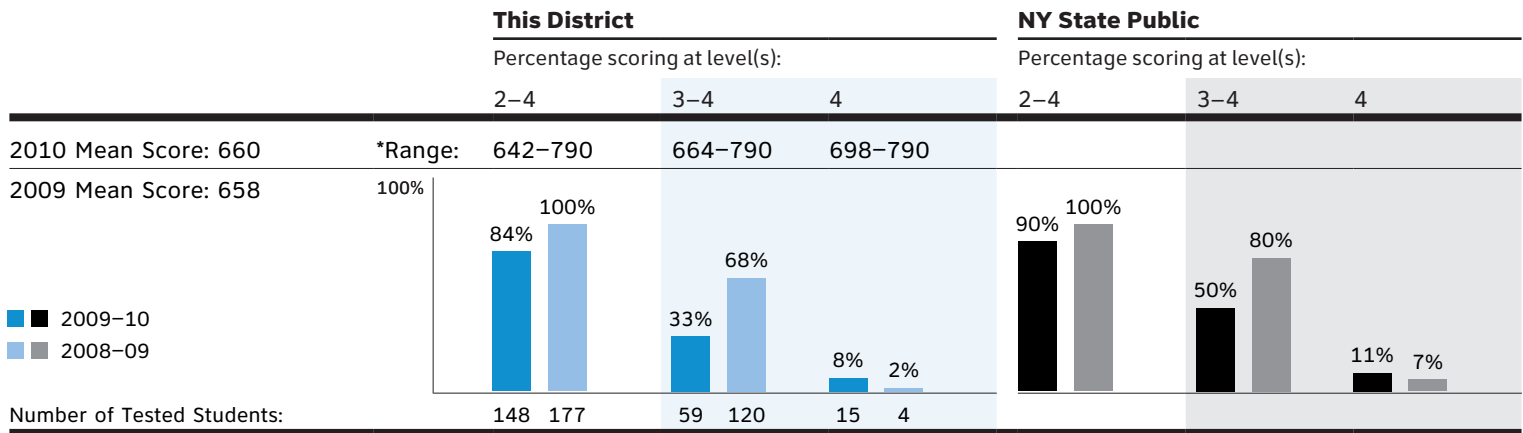 This District NY State Public
Percentage scoring at level(s): Percentage scoring at level(s):
2–4 3–4 4 2–4 3–4 4
2010 Mean Score: 660 *Range: 642–790 664–790 698–790
2009 Mean Score: 658 100%
84% 100% 33% 68% 8% 2% 90% 100% 50% 80% 11% 7%
2009–10
2008–09
Number of Tested Students: 148 177 59 120 15 4